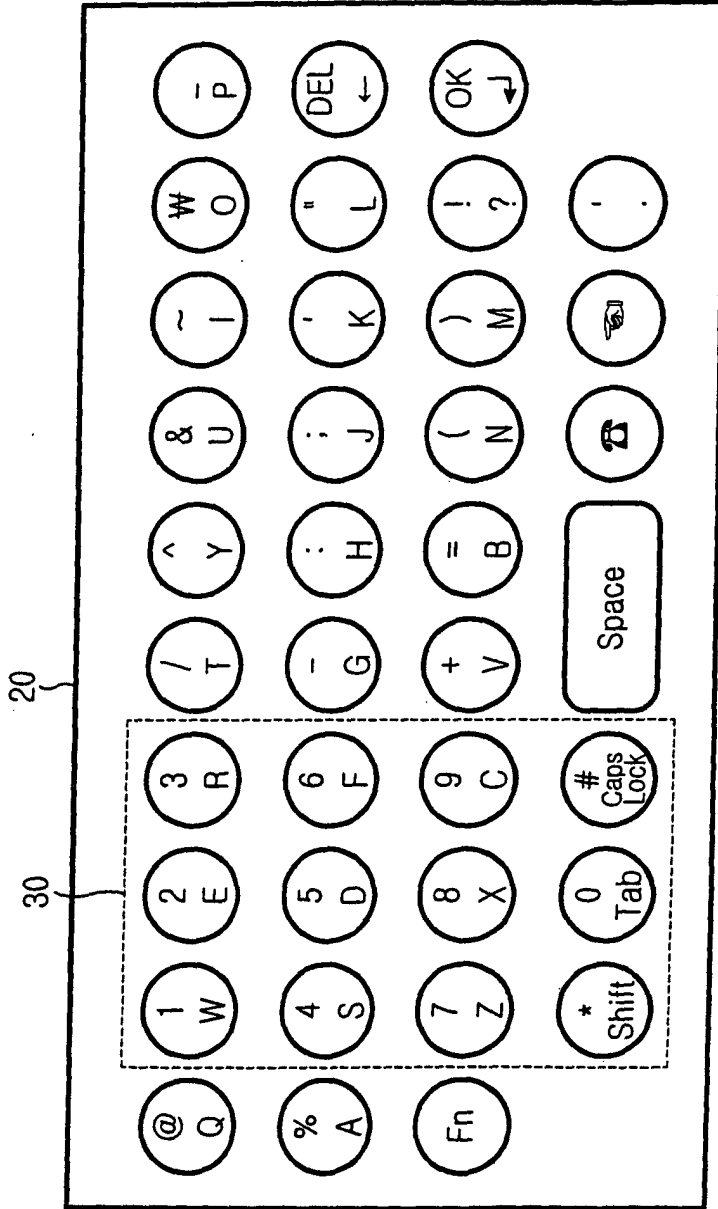 20
30
@ 1 2 3 / ^ & ~ ₩ –
Q W E R T Y U I O P
% 4 5 6 - : ; ' " DEL
A S D F G H J K L ←
Fn 7 8 9 + = ( ) ! OK
Z X C V B N M ? ↵
* 0 # Space ☎ ☞ '
Shift Tab Caps .
Lock